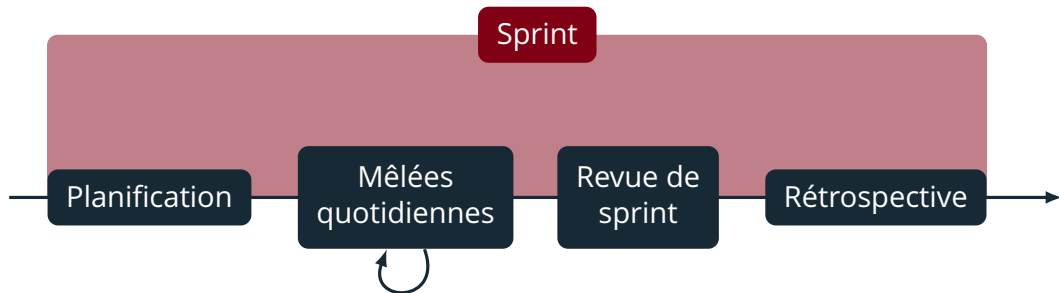 Sprint
Planification
Mêlées
quotidiennes
Revue de
sprint
Rétrospective